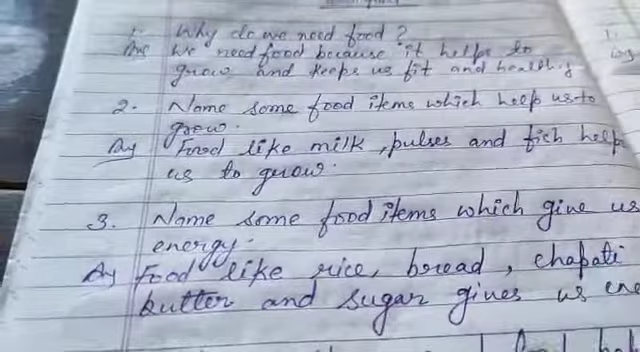 1. Why do we need food?
Ans We need food because it helps to
grow and keeps us fit and healthy
2. Name some food items which help us to
grow.
Ans Food like milk, pulses and fish help
us to grow.
3. Name some food items which give us
energy.
Ans Food like rice, bread, chapati
butter and sugar gives us ene